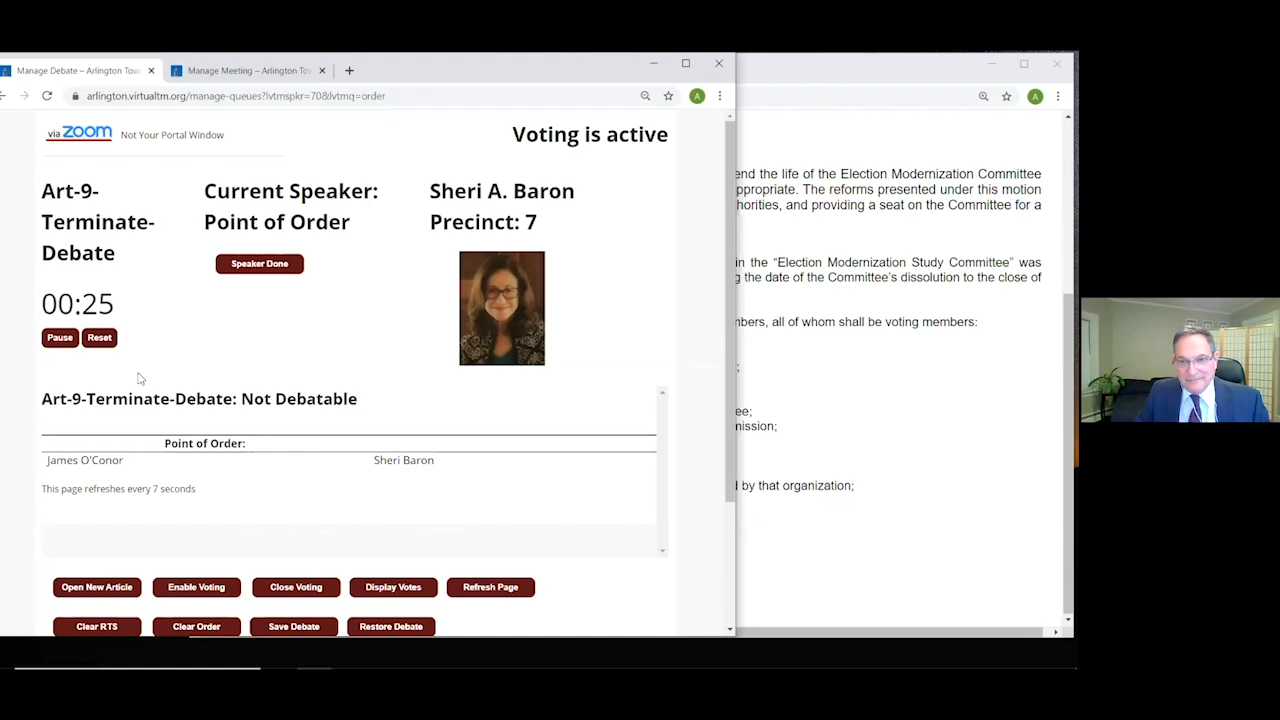 Manage Debate – Arlington Tow
Manage Meeting – Arlington Tow
arlington.virtualtm.org/manage-queues?lvtmspkr=70&lvtmq=order
A
A
via zoom Not Your Portal Window
Voting is active
Art-9-
Terminate-
Debate
Current Speaker:
Point of Order
Sheri A. Baron
Precinct: 7
Speaker Done
00:25
Pause Reset
Art-9-Terminate-Debate: Not Debatable
Point of Order:
James O'Conor Sheri Baron
This page refreshes every 7 seconds
Open New Article Enable Voting Close Voting Display Votes Refresh Page
Clear RTS Clear Order Save Debate Restore Debate
end the life of the Election Modernization Committee
ppropriate. The reforms presented under this motion
horities, and providing a seat on the Committee for a
in the “Election Modernization Study Committee” was
g the date of the Committee’s dissolution to the close of
mbers, all of whom shall be voting members:
;
ee;
mission;
d by that organization;